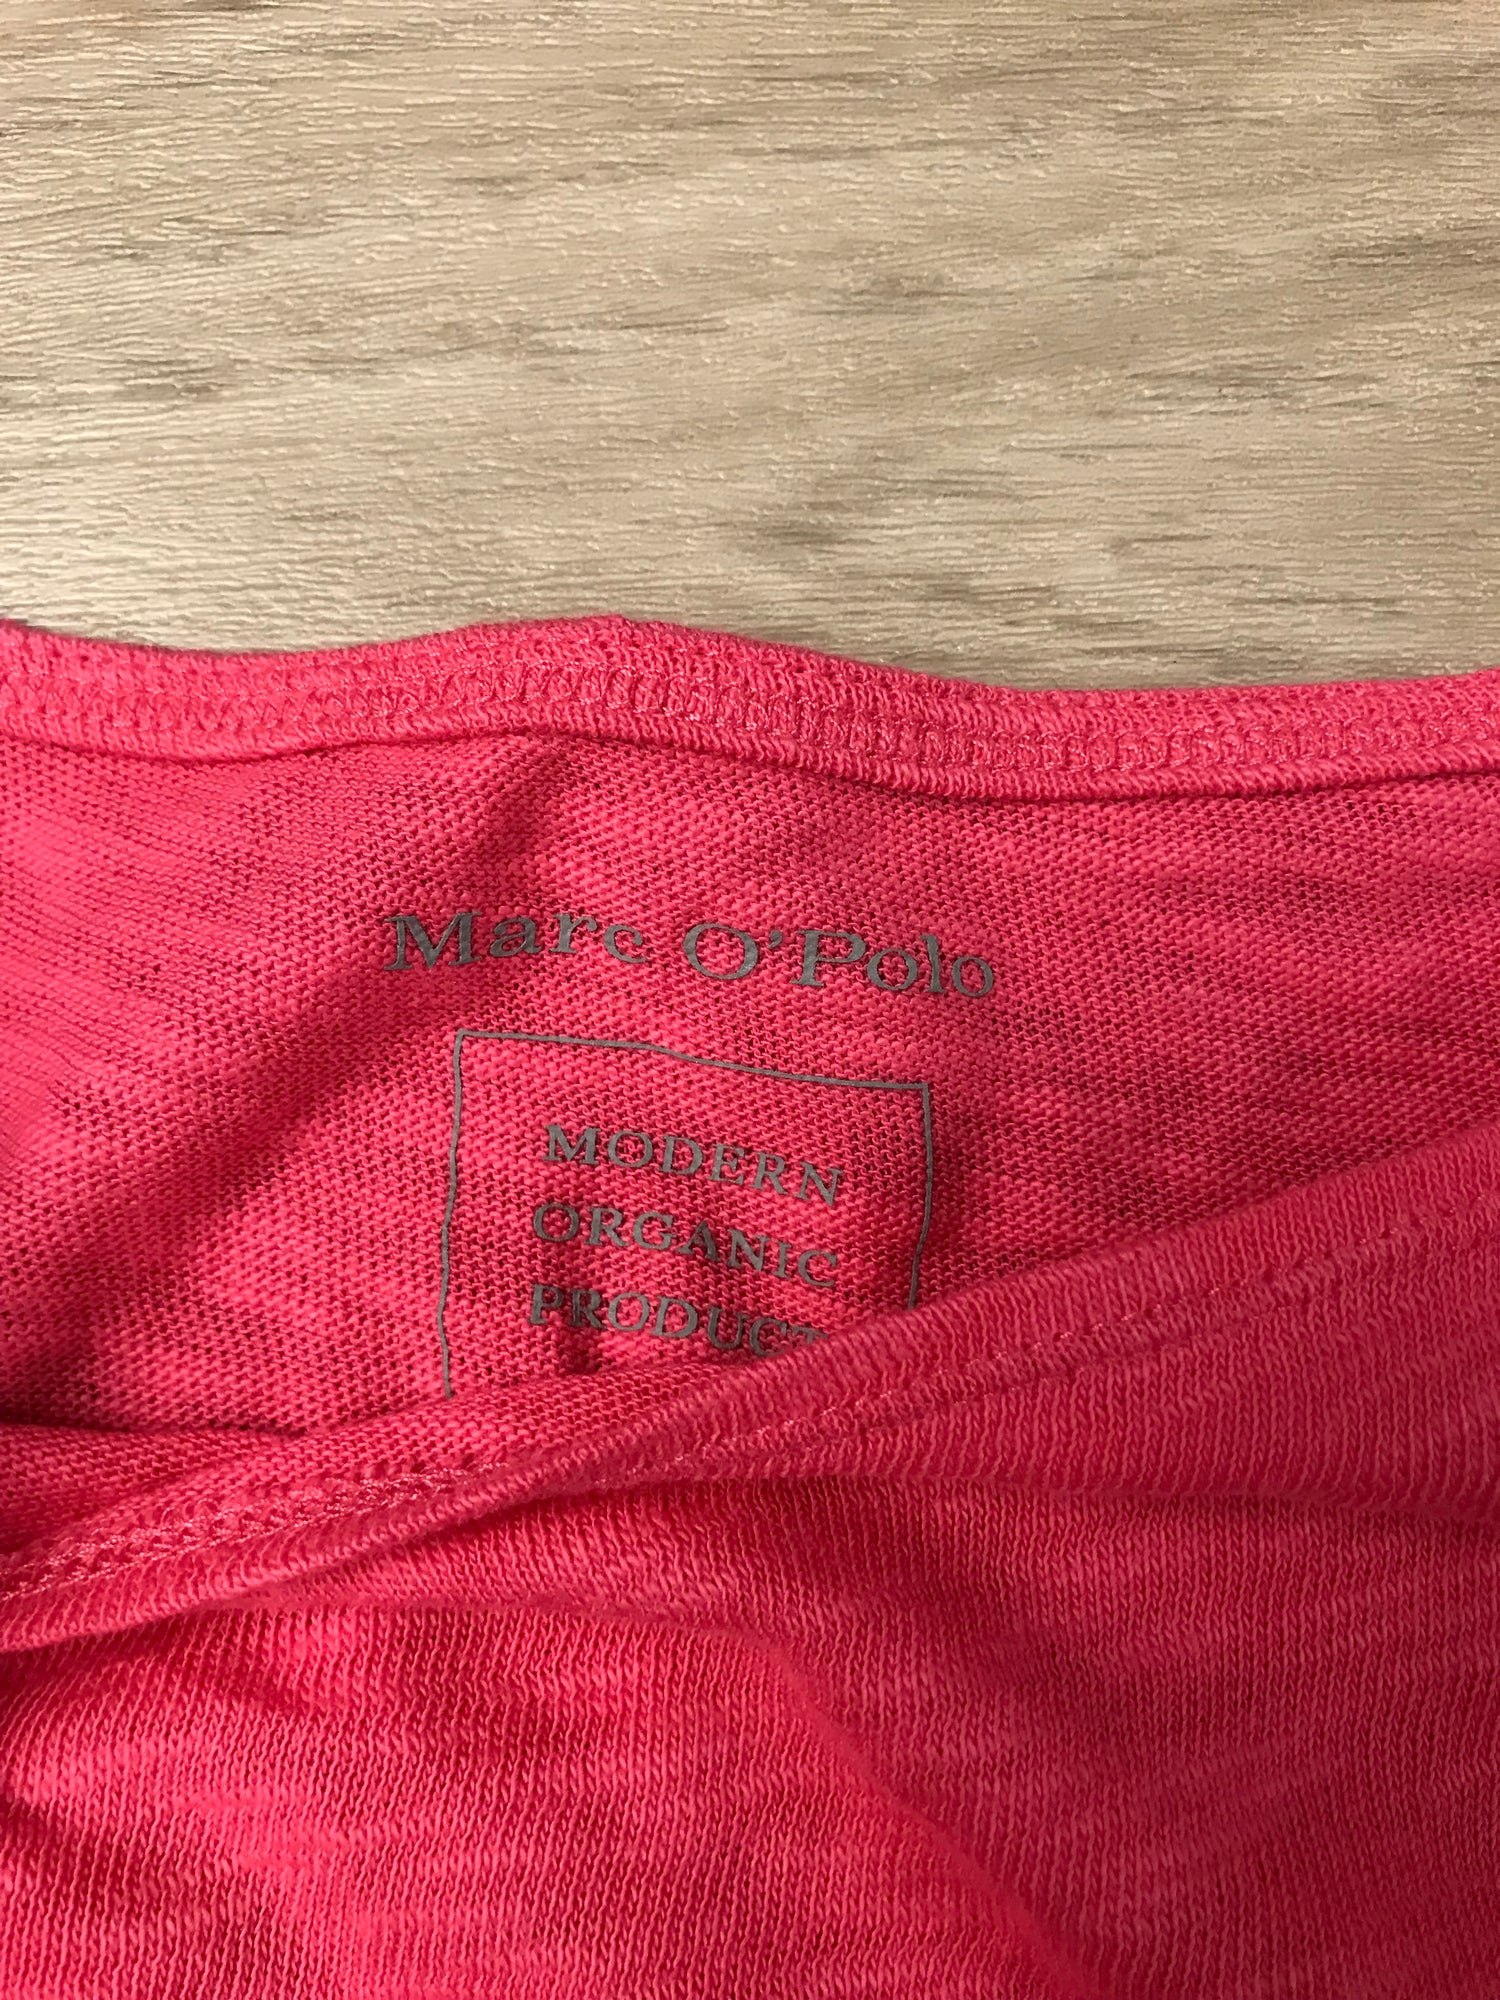 Marc O'Polo
MODERN
ORGANIC
PRODUCT